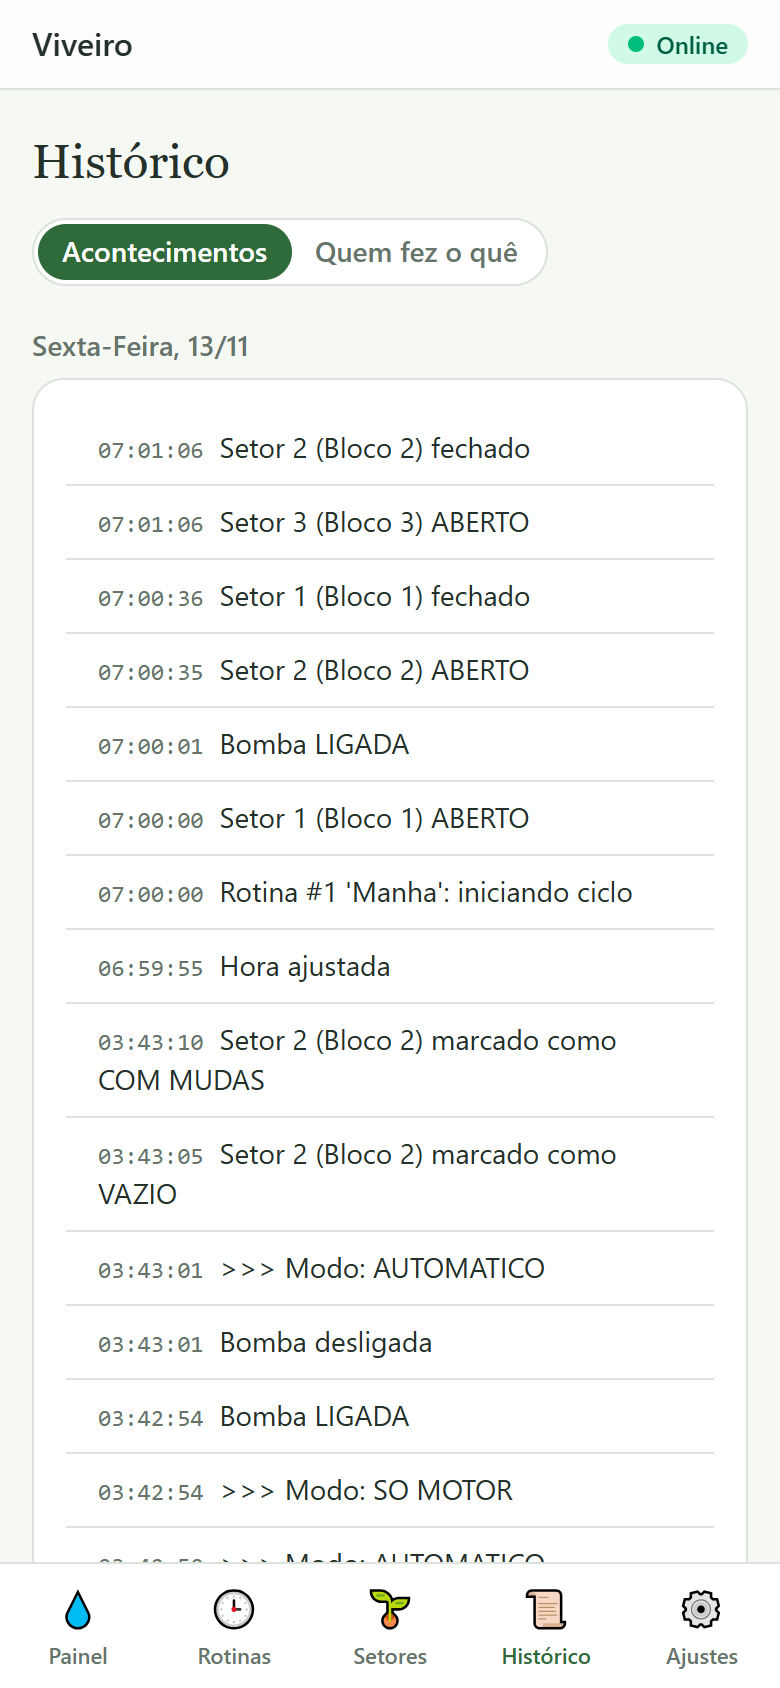 Viveiro
Online
Histórico
Acontecimentos
Quem fez o quê
Sexta-Feira, 13/11
07:01:06 Setor 2 (Bloco 2) fechado
07:01:06 Setor 3 (Bloco 3) ABERTO
07:00:36 Setor 1 (Bloco 1) fechado
07:00:35 Setor 2 (Bloco 2) ABERTO
07:00:01 Bomba LIGADA
07:00:00 Setor 1 (Bloco 1) ABERTO
07:00:00 Rotina #1 'Manha': iniciando ciclo
06:59:55 Hora ajustada
03:43:10 Setor 2 (Bloco 2) marcado como
COM MUDAS
03:43:05 Setor 2 (Bloco 2) marcado como
VAZIO
03:43:01 >>> Modo: AUTOMATICO
03:43:01 Bomba desligada
03:42:54 Bomba LIGADA
03:42:54 >>> Modo: SO MOTOR
>>> Modo: AUTOMATICO
Painel
Rotinas
Setores
Histórico
Ajustes